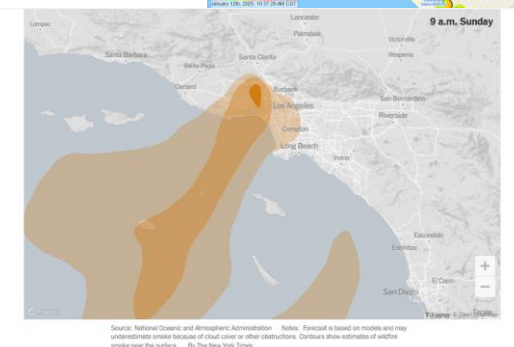 January 12th, 2025, 10:37:29 AM CST
9 a.m. Sunday
Lancaster
Lompoc
Palmdale
Victorville
Santa Barbara
Santa Clarita
Hesperia
Santa Paula
Oxnard
Burbank
San Bernardino
Los Angeles
Riverside
Compton
Long Beach
Irvine
Escondido
Encinitas
El Cajon
San Diego
+
−
Source: National Oceanic and Atmospheric Administration Notes: Forecast is based on models and may
underestimate smoke because of cloud cover or other obstructions. Contours show estimates of wildfire
smoke near the surface. By The New York Times